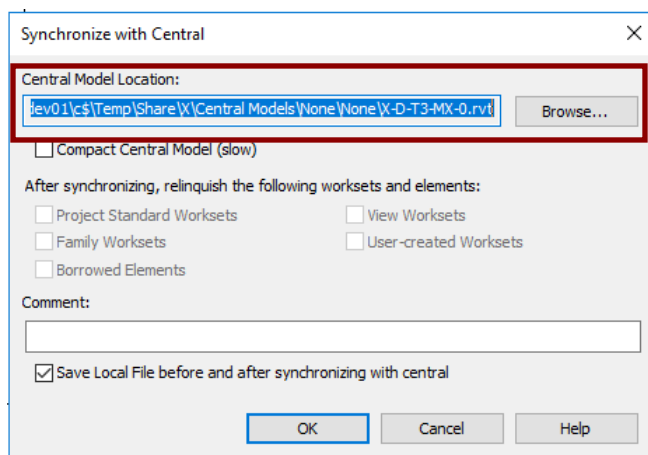 Synchronize with Central
Central Model Location:
dev01\c$\Temp\Share\X\Central Models\None\None\X-D-T3-MX-0.rvt
Browse...
Compact Central Model (slow)
After synchronizing, relinquish the following worksets and elements:
Project Standard Worksets
View Worksets
Family Worksets
User-created Worksets
Borrowed Elements
Comment:
Save Local File before and after synchronizing with central
OK
Cancel
Help